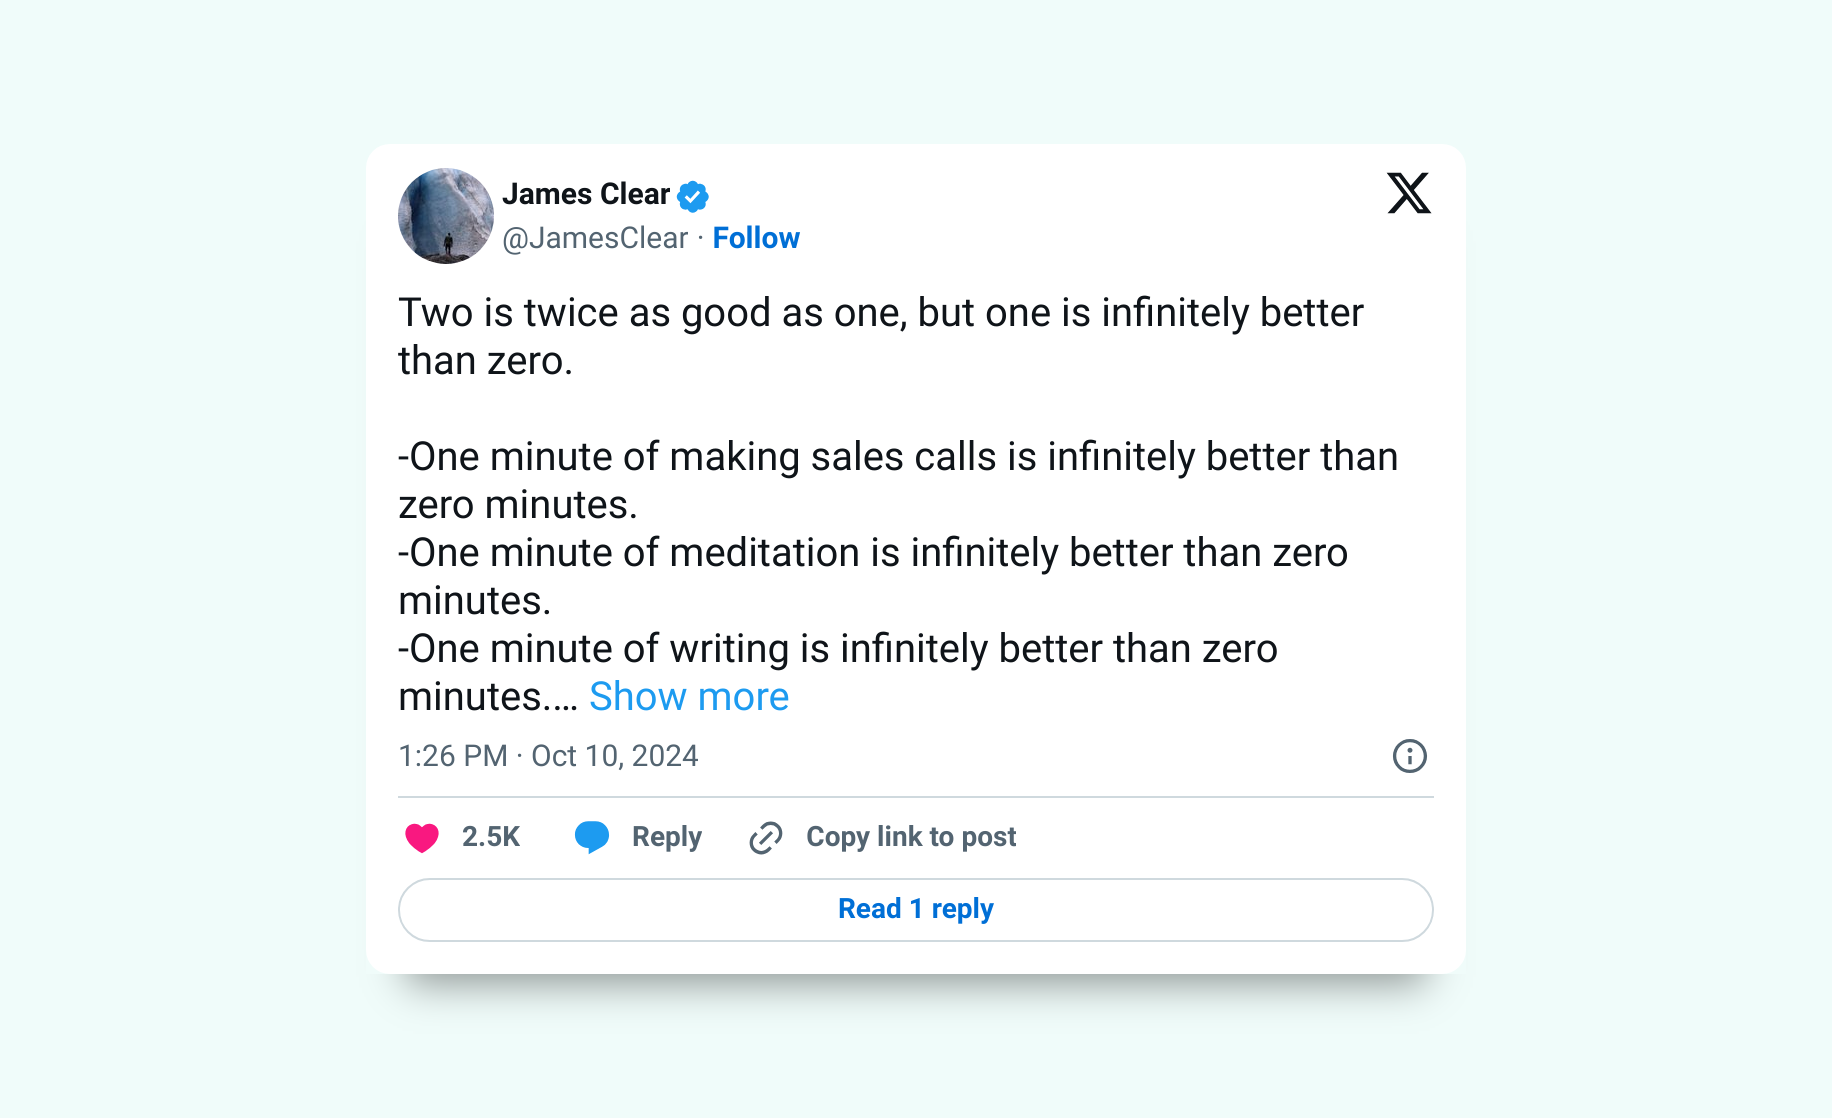 James Clear
@JamesClear · Follow
Two is twice as good as one, but one is infinitely better
than zero.
-One minute of making sales calls is infinitely better than
zero minutes.
-One minute of meditation is infinitely better than zero
minutes.
-One minute of writing is infinitely better than zero
minutes.… Show more
1:26 PM · Oct 10, 2024
2.5K Reply Copy link to post
Read 1 reply